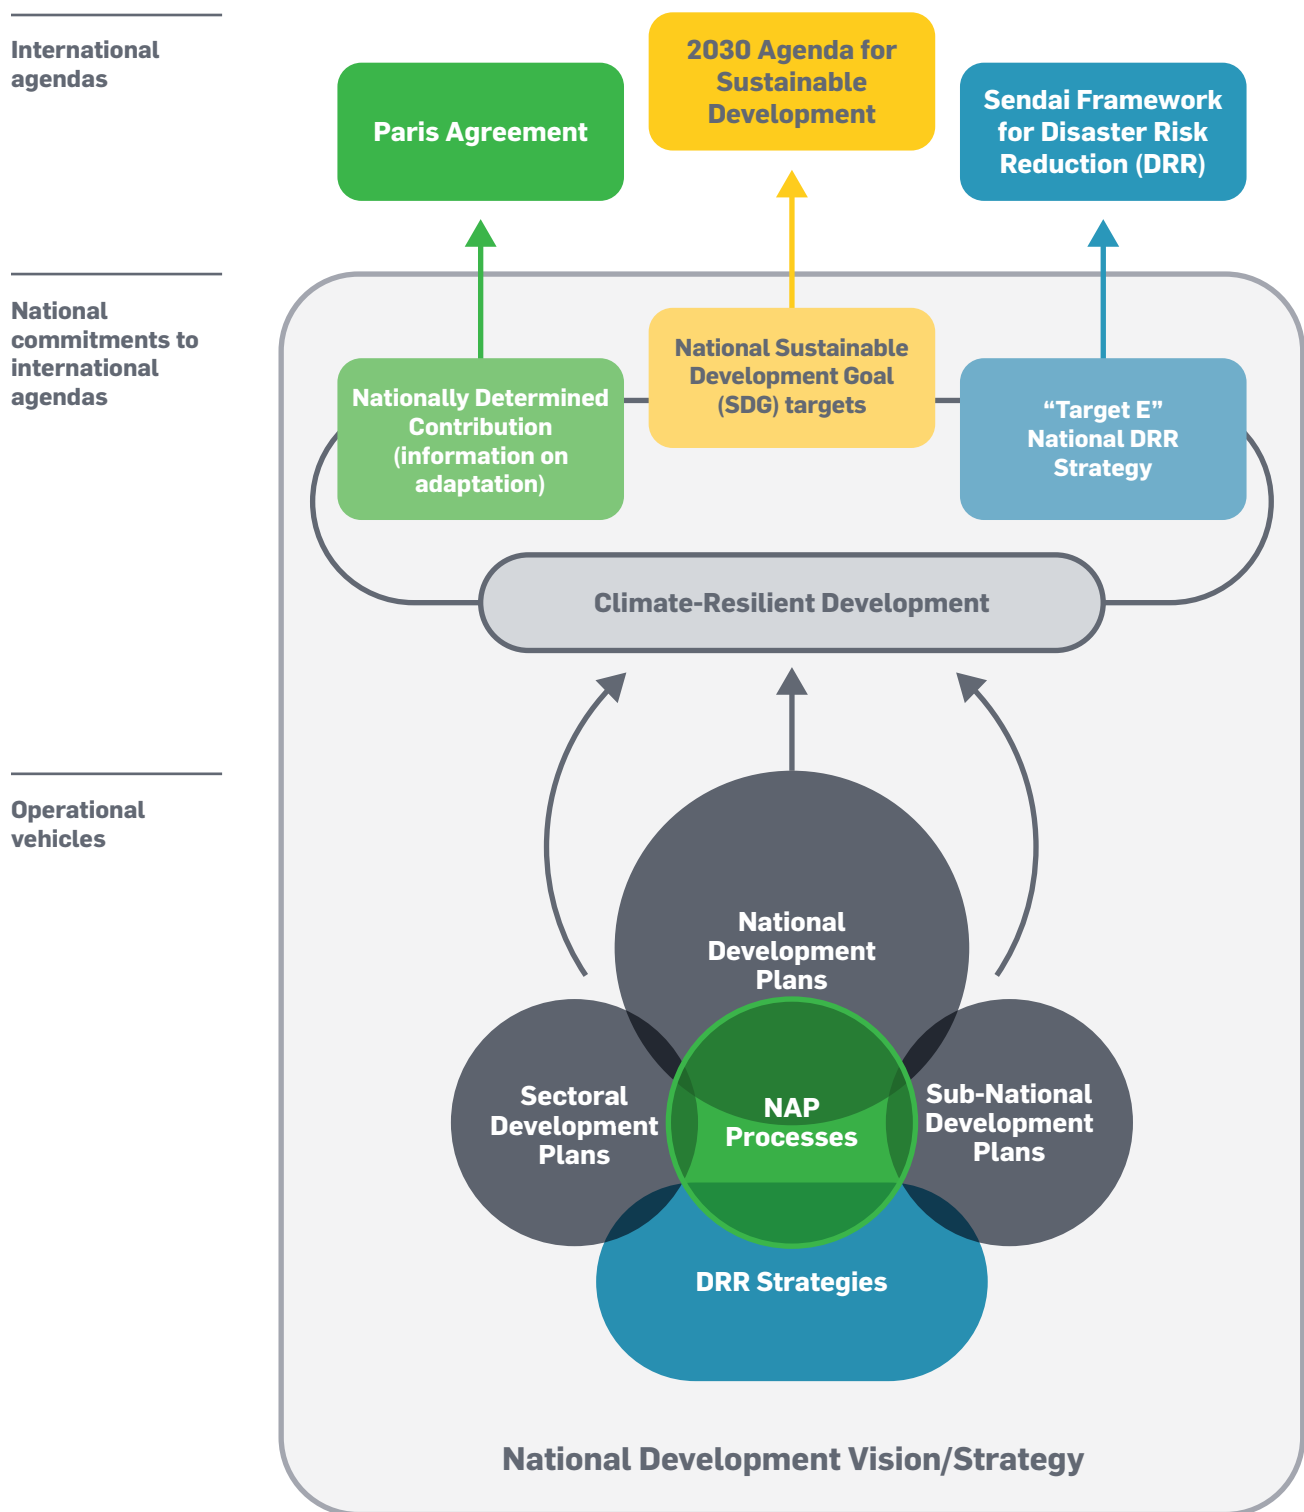 International
agendas
Paris Agreement
2030 Agenda for
Sustainable
Development
Sendai Framework
for Disaster Risk
Reduction (DRR)
National
commitments to
international
agendas
Nationally Determined
Contribution
(information on
adaptation)
National Sustainable
Development Goal
(SDG) targets
“Target E”
National DRR
Strategy
Climate-Resilient Development
Operational
vehicles
National
Development
Plans
Sectoral
Development
Plans
NAP
Processes
Sub-National
Development
Plans
DRR Strategies
National Development Vision/Strategy